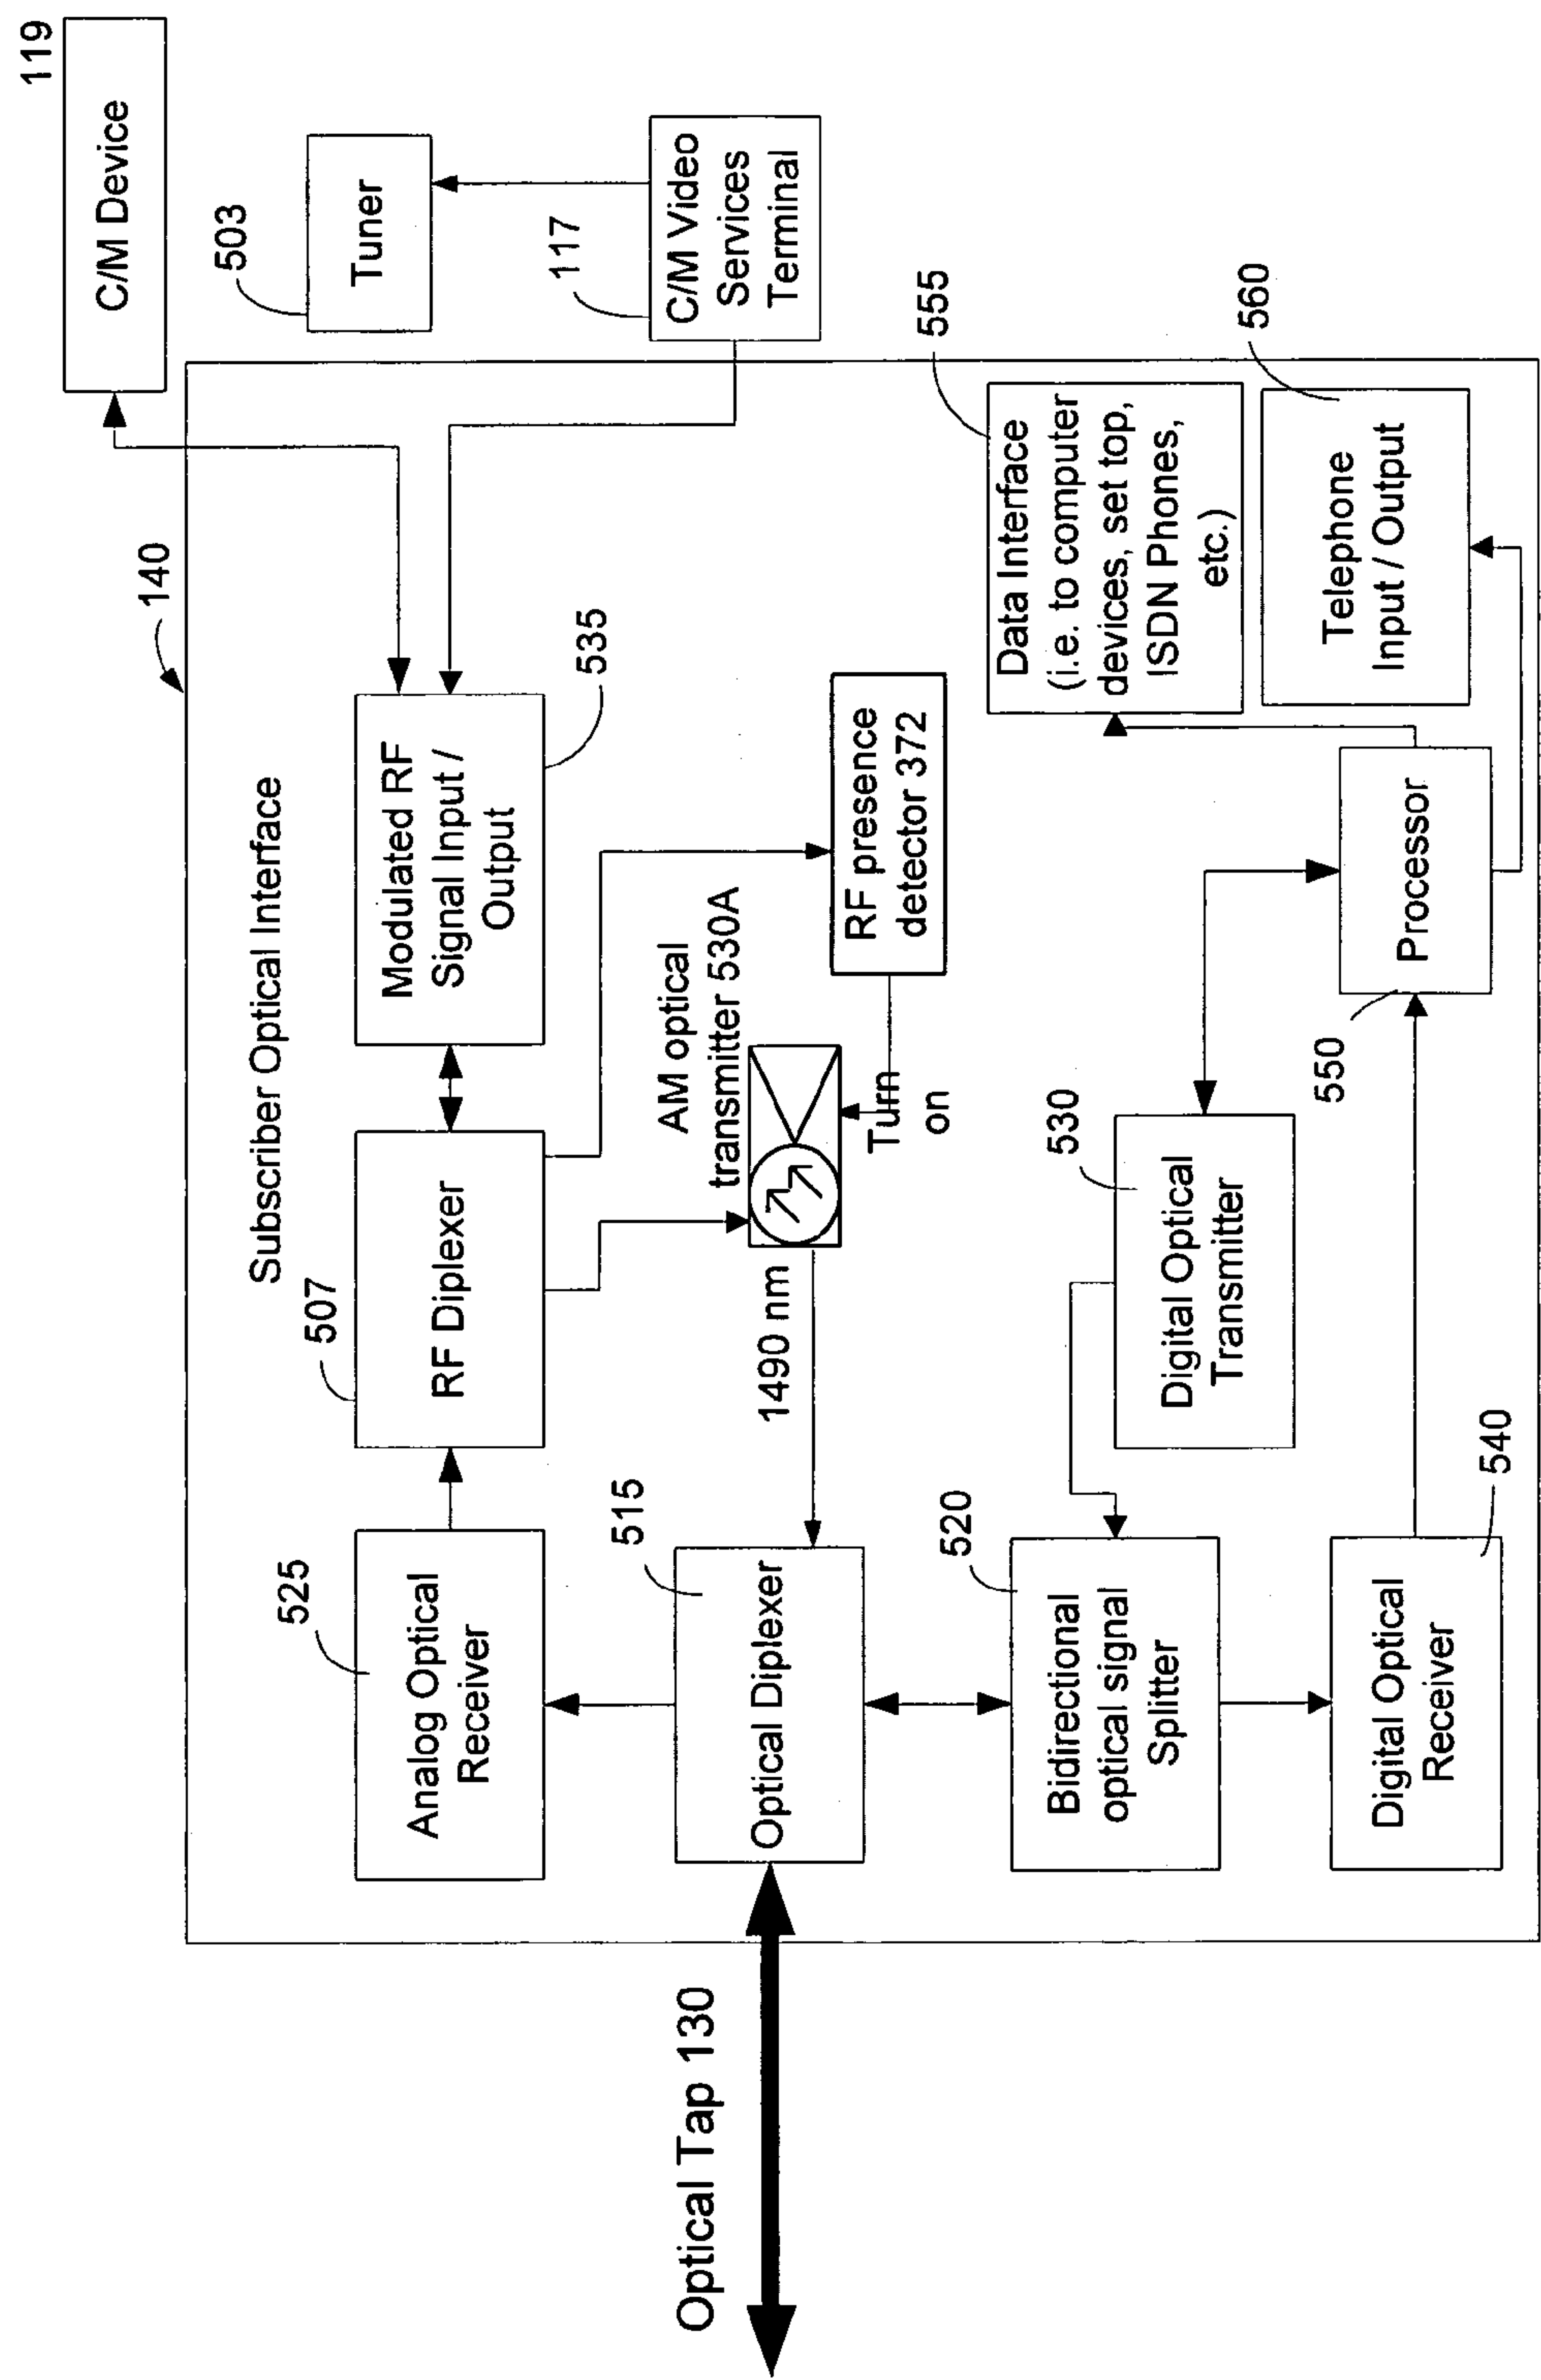 119
C/M Device
503
Tuner
117
C/M Video
Services
Terminal
140
Subscriber Optical Interface
525
Analog Optical
Receiver
507
RF Diplexer
Modulated RF
Signal Input /
Output
535
AM optical
transmitter 530A
RF presence
detector 372
Turn
on
1490 nm
515
Optical Diplexer
Optical Tap 130
520
Bidirectional
optical signal
Splitter
530
Digital Optical
Transmitter
540
Digital Optical
Receiver
550
Processor
555
Data Interface
(i.e. to computer
devices, set top,
ISDN Phones,
etc.)
560
Telephone
Input / Output